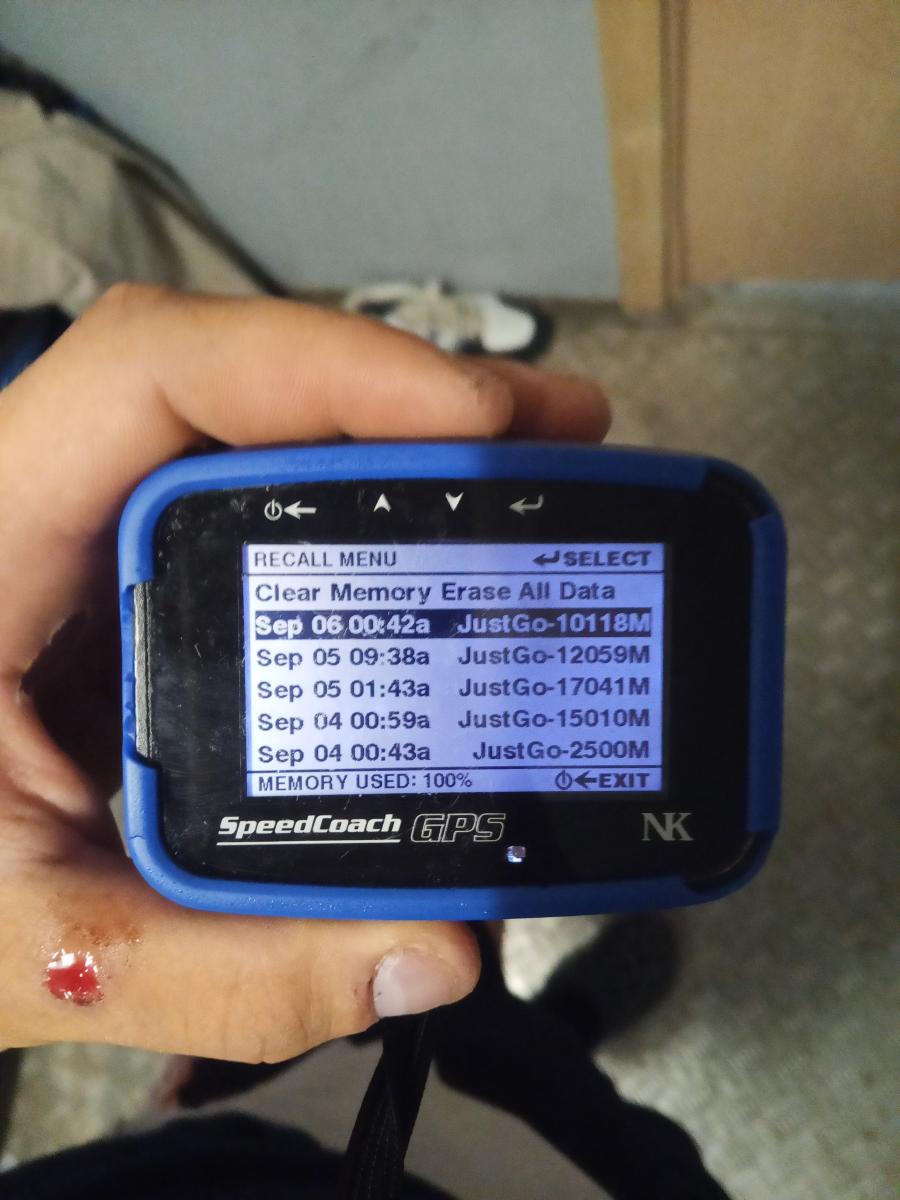 RECALL MENU SELECT
Clear Memory Erase All Data
Sep 06 00:42a JustGo-10118M
Sep 05 09:38a JustGo-12059M
Sep 05 01:43a JustGo-17041M
Sep 04 00:59a JustGo-15010M
Sep 04 00:43a JustGo-2500M
MEMORY USED: 100% EXIT
SpeedCoach GPS NK